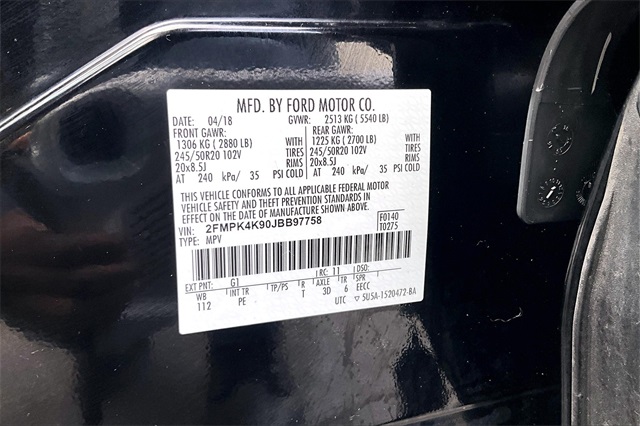 MFD. BY FORD MOTOR CO.
DATE: 04/18 GVWR: 2513 KG ( 5540 LB)
FRONT GAWR: REAR GAWR:
1306 KG ( 2880 LB) WITH 1225 KG ( 2700 LB) WITH
245/50R20 102V TIRES 245/50R20 102V TIRES
20x8.5J RIMS 20x8.5J RIMS
AT 240 kPa/ 35 PSI COLD AT 240 kPa/ 35 PSI COLD
THIS VEHICLE CONFORMS TO ALL APPLICABLE FEDERAL MOTOR
VEHICLE SAFETY AND THEFT PREVENTION STANDARDS IN
EFFECT ON THE DATE OF MANUFACTURE SHOWN ABOVE.
VIN: 2FMPK4K90JBB97758 F0140
TYPE: MPV T0275
EXT PNT: G1 RC: 11 DSO:
WB INT TR TP/PS R AXLE TR SPR
112 PE T 3D 6 EECC
UTC ▽ 5U5A-1520472-BA